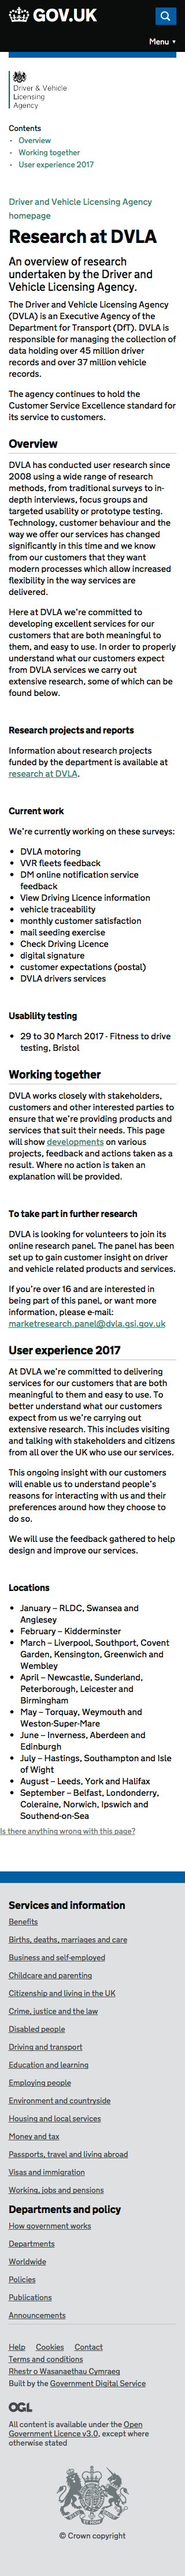 GOV.UK
Menu ▼
Driver & Vehicle
Licensing
Agency
Contents
Overview
Working together
User experience 2017
Driver and Vehicle Licensing Agency
homepage
Research at DVLA
An overview of research
undertaken by the Driver and
Vehicle Licensing Agency.
The Driver and Vehicle Licensing Agency
(DVLA) is an Executive Agency of the
Department for Transport (DfT). DVLA is
responsible for managing the collection of
data holding over 45 million driver
records and over 37 million vehicle
records.
The agency continues to hold the
Customer Service Excellence standard for
its service to customers.
Overview
DVLA has conducted user research since
2008 using a wide range of research
methods, from traditional surveys to in-
depth interviews, focus groups and
targeted usability or prototype testing.
Technology, customer behaviour and the
way we offer our services has changed
significantly in this time and we know
from our customers that they want
modern processes which allow increased
flexibility in the way services are
delivered.
Here at DVLA we're committed to
developing excellent services for our
customers that are both meaningful to
them, and easy to use. In order to properly
understand what our customers expect
from DVLA services we carry out
extensive research, some of which can be
found below.
Research projects and reports
Information about research projects
funded by the department is available at
research at DVLA.
Current work
We're currently working on these surveys:
• DVLA motoring
• VVR fleets feedback
• DM online notification service
feedback
• View Driving Licence information
• vehicle traceability
• monthly customer satisfaction
• mail seeding exercise
• Check Driving Licence
• digital signature
• customer expectations (postal)
• DVLA drivers services
Usability testing
• 29 to 30 March 2017 - Fitness to drive
testing, Bristol
Working together
DVLA works closely with stakeholders,
customers and other interested parties to
ensure that we're providing products and
services that suit their needs. This page
will show developments on various
projects, feedback and actions taken as a
result. Where no action is taken an
explanation will be provided.
To take part in further research
DVLA is looking for volunteers to join its
online research panel. The panel has been
set up to gain customer insight on driver
and vehicle related products and services.
If you're over 16 and are interested in
being part of this panel, or want more
information, please e-mail:
marketresearch.panel@dvla.gsi.gov.uk
User experience 2017
At DVLA we're committed to delivering
services for our customers that are both
meaningful to them and easy to use. To
better understand what our customers
expect from us we're carrying out
extensive research. This includes visiting
and talking with stakeholders and citizens
from all over the UK who use our services.
This ongoing insight with our customers
will enable us to understand people's
reasons for interacting with us and their
preferences around how they choose to
do so.
We will use the feedback gathered to help
design and improve our services.
Locations
• January – RLDC, Swansea and
Anglesey
• February – Kidderminster
• March – Liverpool, Southport, Covent
Garden, Kensington, Greenwich and
Wembley
• April – Newcastle, Sunderland,
Peterborough, Leicester and
Birmingham
• May – Torquay, Weymouth and
Weston-Super-Mare
• June – Inverness, Aberdeen and
Edinburgh
• July – Hastings, Southampton and Isle
of Wight
• August – Leeds, York and Halifax
• September – Belfast, Londonderry,
Coleraine, Norwich, Ipswich and
Southend-on-Sea
Is there anything wrong with this page?
Services and information
Benefits
Births, deaths, marriages and care
Business and self-employed
Childcare and parenting
Citizenship and living in the UK
Crime, justice and the law
Disabled people
Driving and transport
Education and learning
Employing people
Environment and countryside
Housing and local services
Money and tax
Passports, travel and living abroad
Visas and immigration
Working, jobs and pensions
Departments and policy
How government works
Departments
Worldwide
Policies
Publications
Announcements
Help Cookies Contact
Terms and conditions
Rhestr o Wasanaethau Cymraeg
Built by the Government Digital Service
OGL
All content is available under the Open
Government Licence v3.0, except where
otherwise stated
© Crown copyright